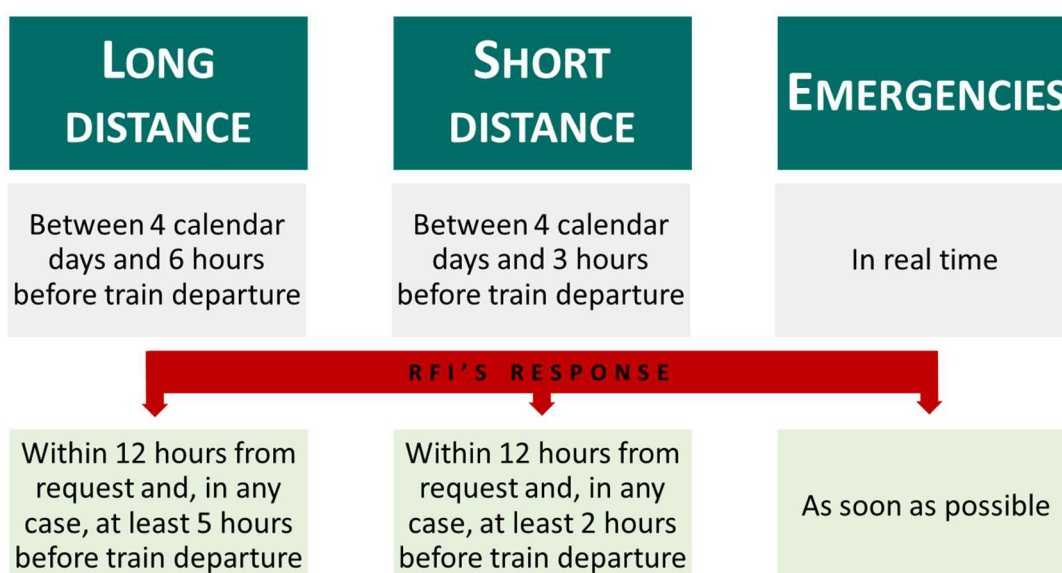 LONG
DISTANCE
SHORT
DISTANCE
EMERGENCIES
Between 4 calendar
days and 6 hours
before train departure
Between 4 calendar
days and 3 hours
before train departure
In real time
RFI'S RESPONSE
Within 12 hours from
request and, in any
case, at least 5 hours
before train departure
Within 12 hours from
request and, in any
case, at least 2 hours
before train departure
As soon as possible